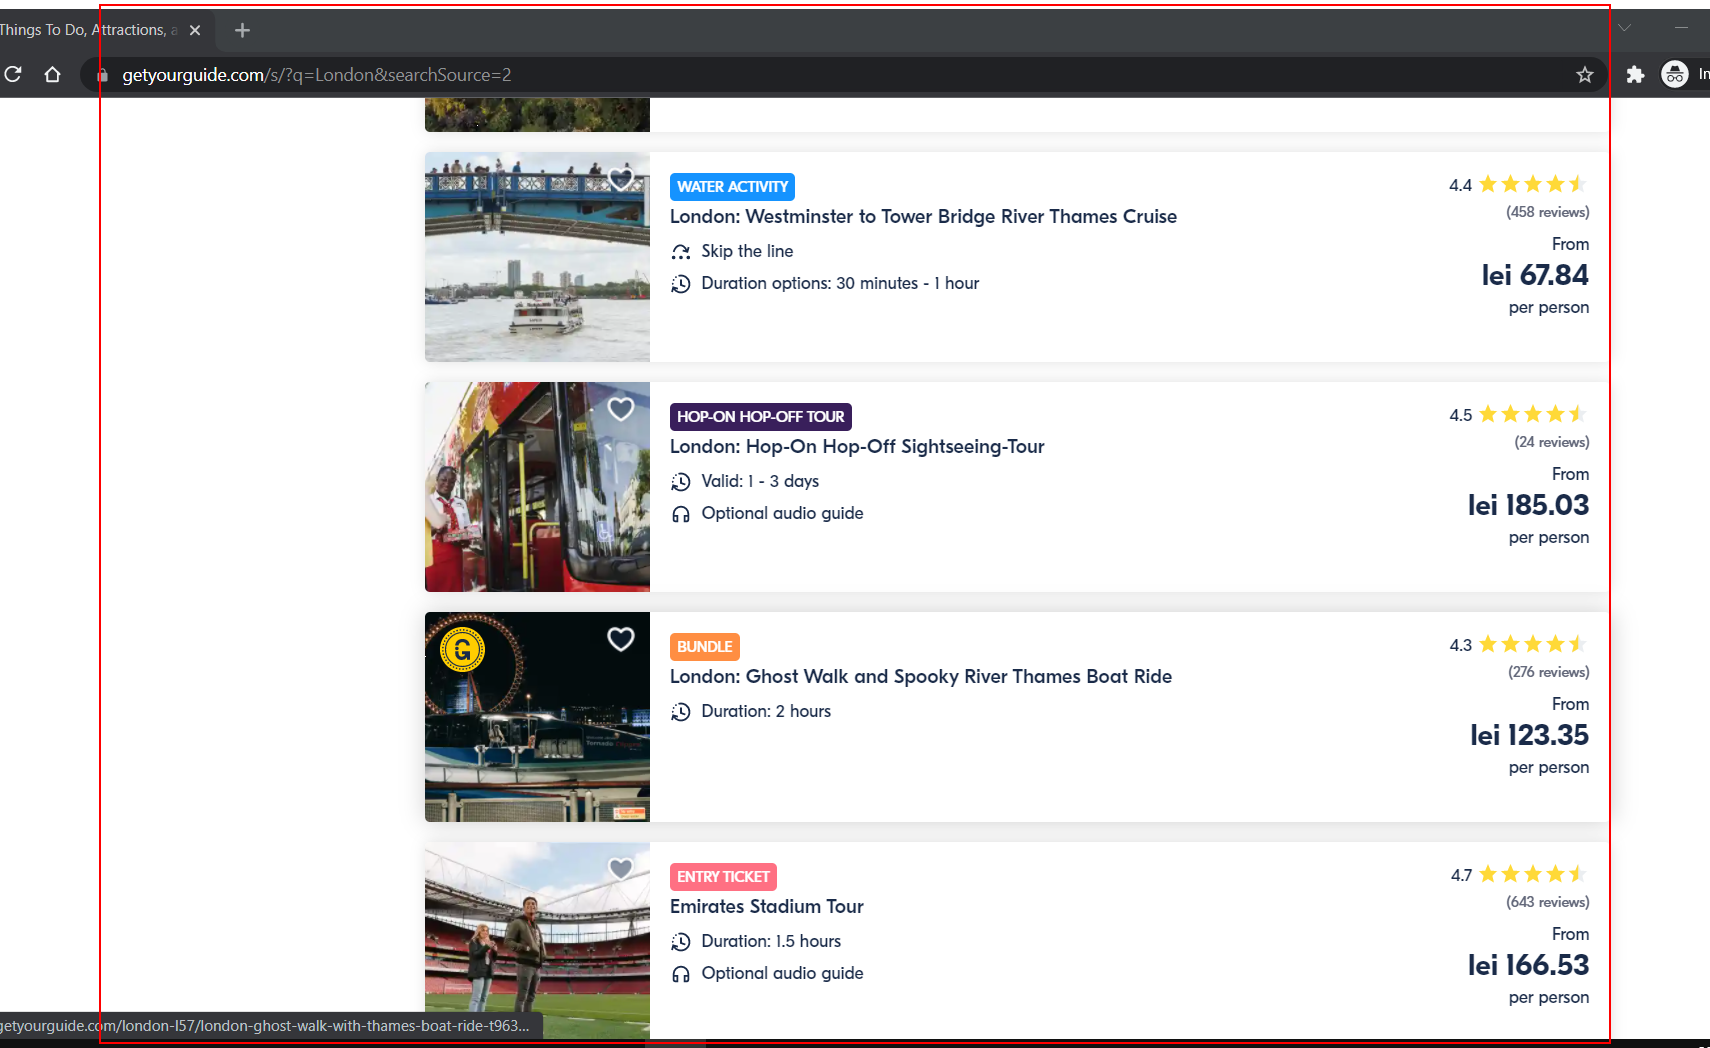 Things To Do, Attractions, a
getyourguide.com/s/?q=London&searchSource=2
WATER ACTIVITY
London: Westminster to Tower Bridge River Thames Cruise
Skip the line
Duration options: 30 minutes - 1 hour
4.4
(458 reviews)
From
lei 67.84
per person
HOP-ON HOP-OFF TOUR
London: Hop-On Hop-Off Sightseeing-Tour
Valid: 1 - 3 days
Optional audio guide
4.5
(24 reviews)
From
lei 185.03
per person
G
BUNDLE
London: Ghost Walk and Spooky River Thames Boat Ride
Duration: 2 hours
4.3
(276 reviews)
From
lei 123.35
per person
ENTRY TICKET
Emirates Stadium Tour
Duration: 1.5 hours
Optional audio guide
4.7
(643 reviews)
From
lei 166.53
per person
getyourguide.com/london-l57/london-ghost-walk-with-thames-boat-ride-t963...